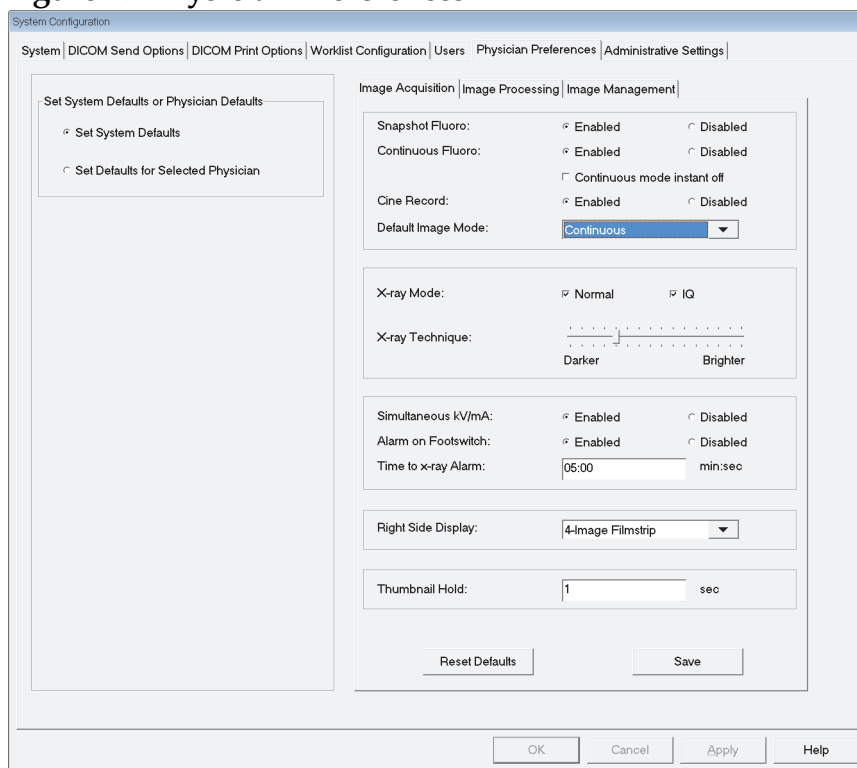 System Configuration
System DICOM Send Options DICOM Print Options Worklist Configuration Users Physician Preferences Administrative Settings
Set System Defaults or Physician Defaults
Set System Defaults
Set Defaults for Selected Physician
Image Acquisition Image Processing Image Management
Snapshot Fluoro: Enabled Disabled
Continuous Fluoro: Enabled Disabled
Continuous mode instant off
Cine Record: Enabled Disabled
Default Image Mode: Continuous
X-ray Mode: Normal IQ
X-ray Technique:
Darker Brighter
Simultaneous kV/mA: Enabled Disabled
Alarm on Footswitch: Enabled Disabled
Time to x-ray Alarm: 05:00 min:sec
Right Side Display: 4-Image Filmstrip
Thumbnail Hold: 1 sec
Reset Defaults Save
OK Cancel Apply Help